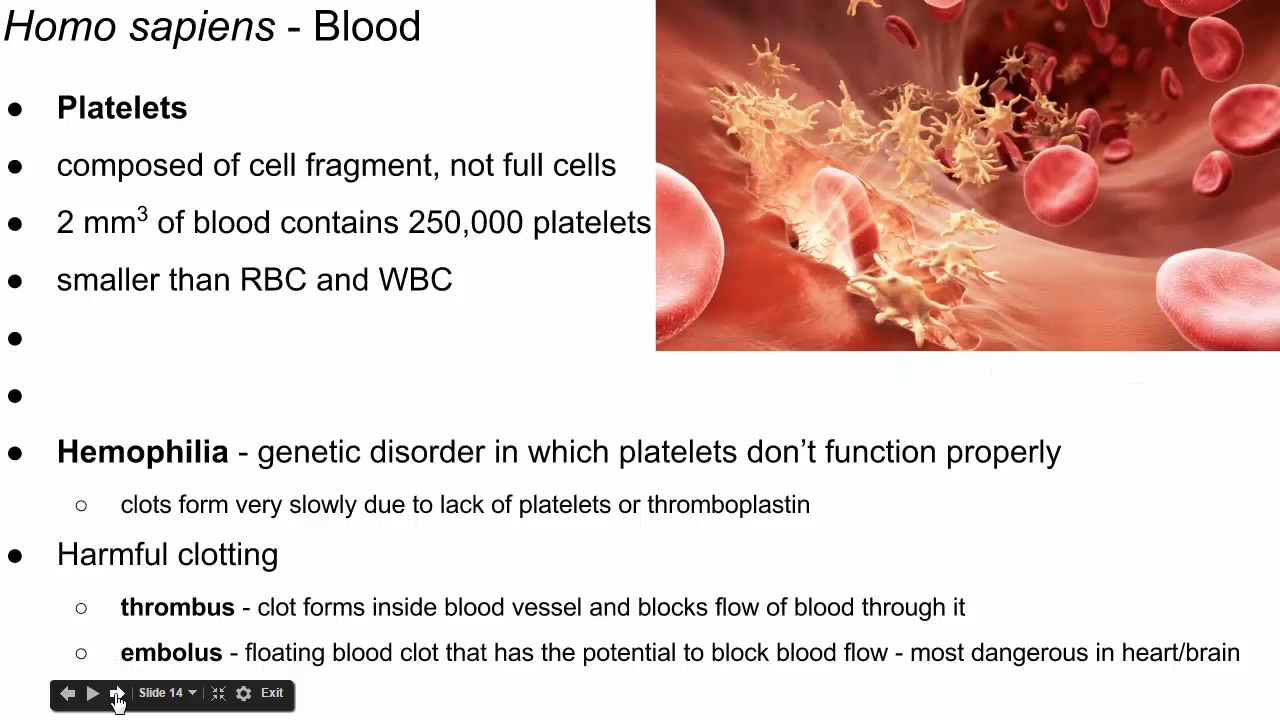 Homo sapiens - Blood
● Platelets
● composed of cell fragment, not full cells
● 2 mm³ of blood contains 250,000 platelets
● smaller than RBC and WBC
●
●
● Hemophilia - genetic disorder in which platelets don’t function properly
○ clots form very slowly due to lack of platelets or thromboplastin
● Harmful clotting
○ thrombus - clot forms inside blood vessel and blocks flow of blood through it
○ embolus - floating blood clot that has the potential to block blood flow - most dangerous in heart/brain
Slide 14 Exit